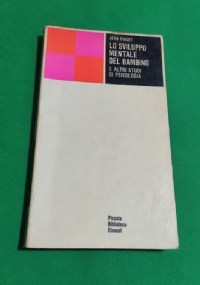 JEAN PIAGET
LO SVILUPPO
MENTALE
DEL BAMBINO
E ALTRI STUDI
DI PSICOLOGIA
Piccola
Biblioteca
Einaudi